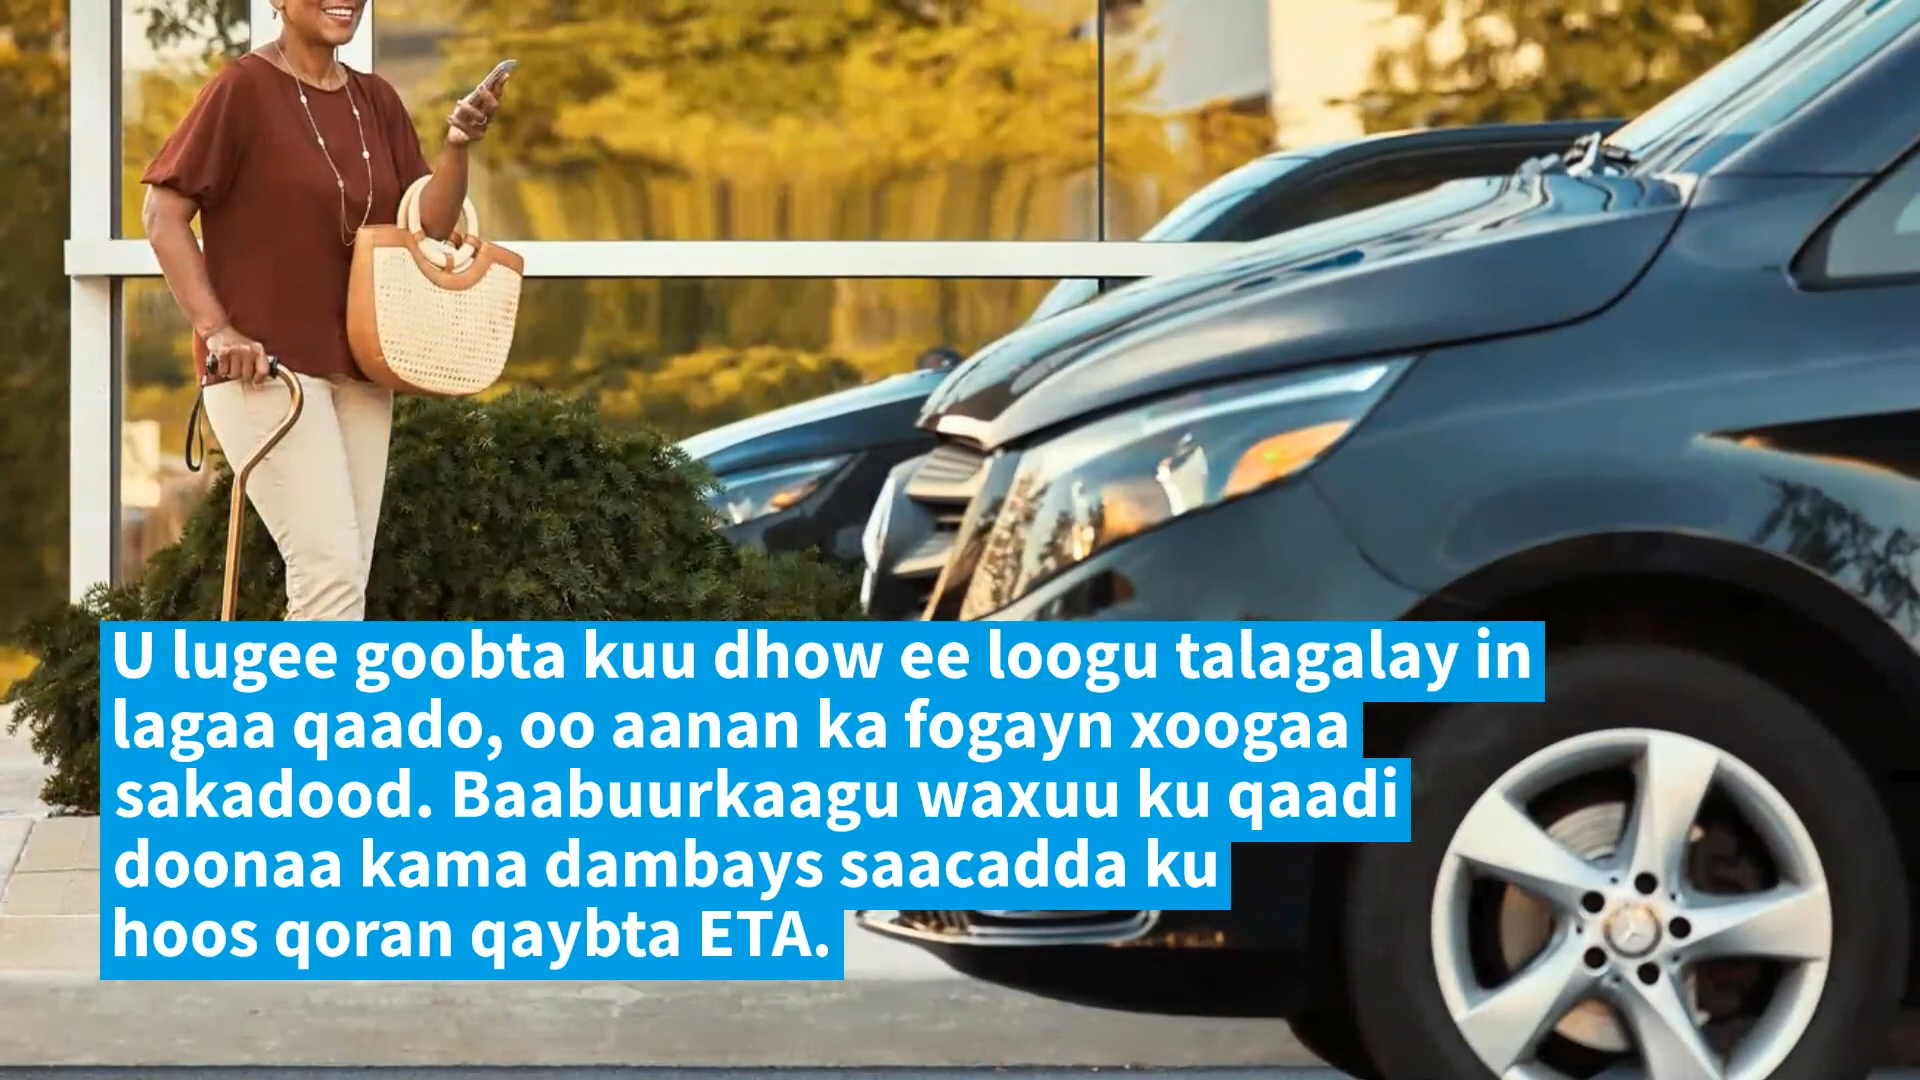 U lugee goobta kuu dhow ee loogu talagalay in
lagaa qaado, oo aanan ka fogayn xoogaa
sakadood. Baabuurkaagu waxuu ku qaadi
doonaa kama dambays saacadda ku
hoos qoran qaybta ETA.